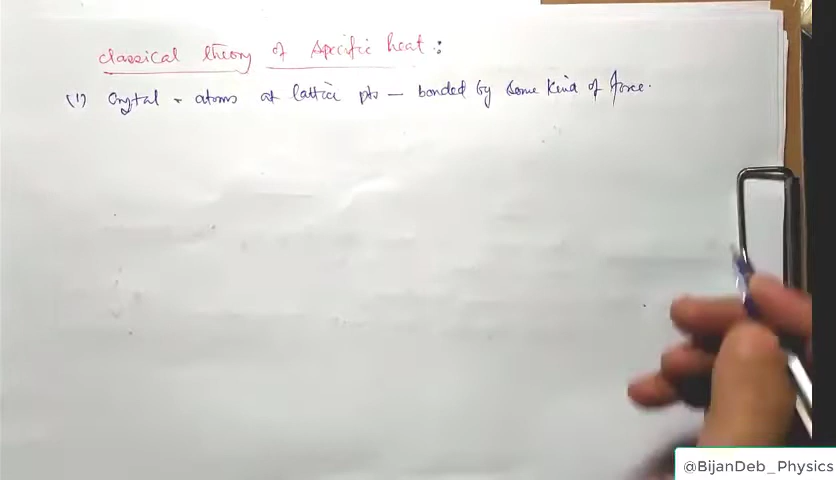 classical theory of specific heat :
(1) Crystal - atoms at lattice pts — bonded by some kind of force.
@BijanDeb_Physics